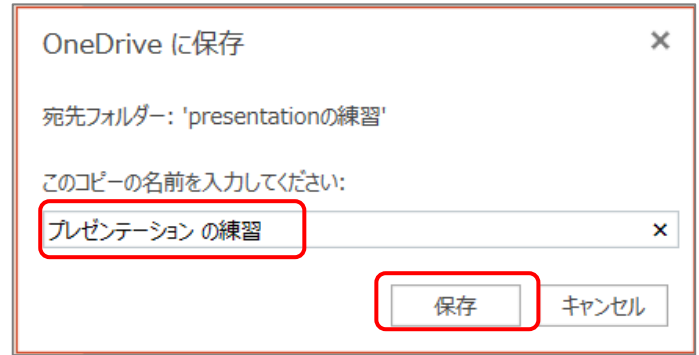 OneDrive に保存
宛先フォルダー: 'presentationの練習'
このコピーの名前を入力してください:
プレゼンテーション の練習
保存 キャンセル